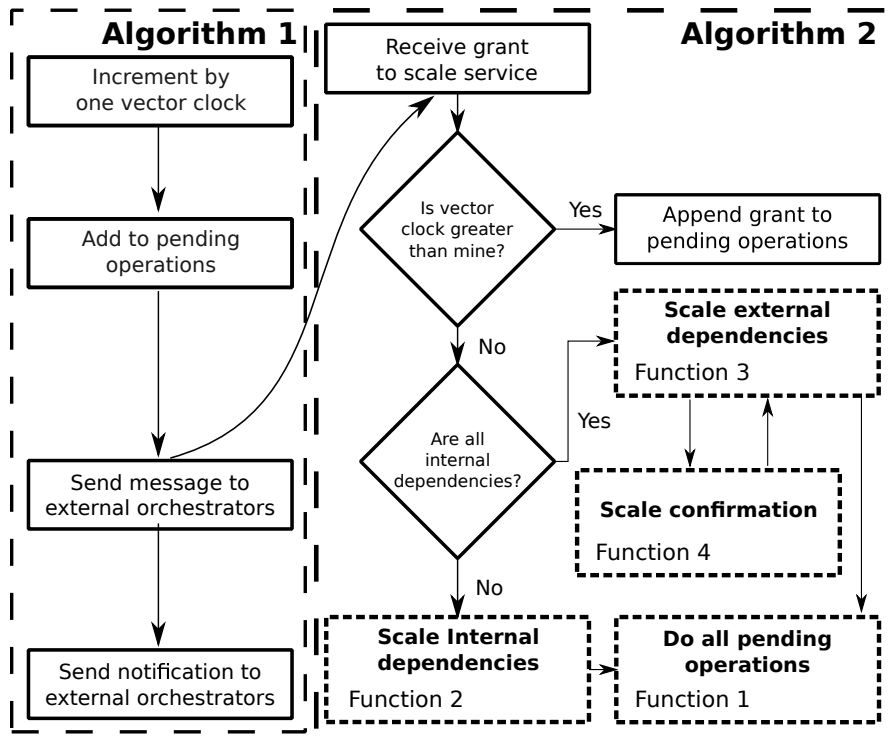 Algorithm 1
Increment by
one vector clock
Add to pending
operations
Send message to
external orchestrators
Send notification to
external orchestrators
Algorithm 2
Receive grant
to scale service
Is vector
clock greater
than mine?
Yes
Append grant to
pending operations
No
Are all
internal
dependencies?
Yes
Scale external
dependencies
Function 3
Scale confirmation
Function 4
No
Scale Internal
dependencies
Function 2
Do all pending
operations
Function 1